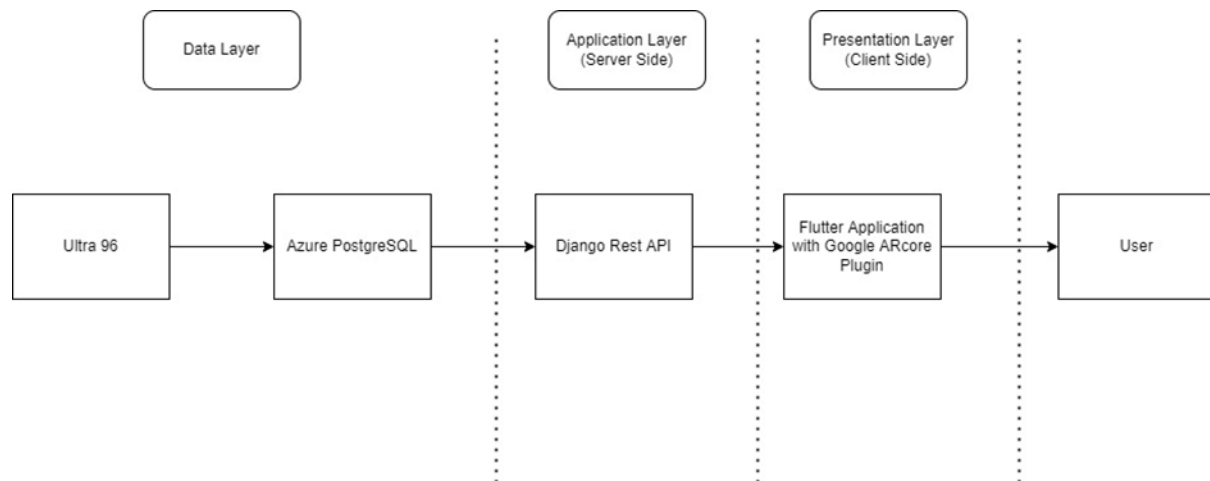 Data Layer
Application Layer
(Server Side)
Presentation Layer
(Client Side)
Ultra 96
Azure PostgreSQL
Django Rest API
Flutter Application
with Google ARcore
Plugin
User